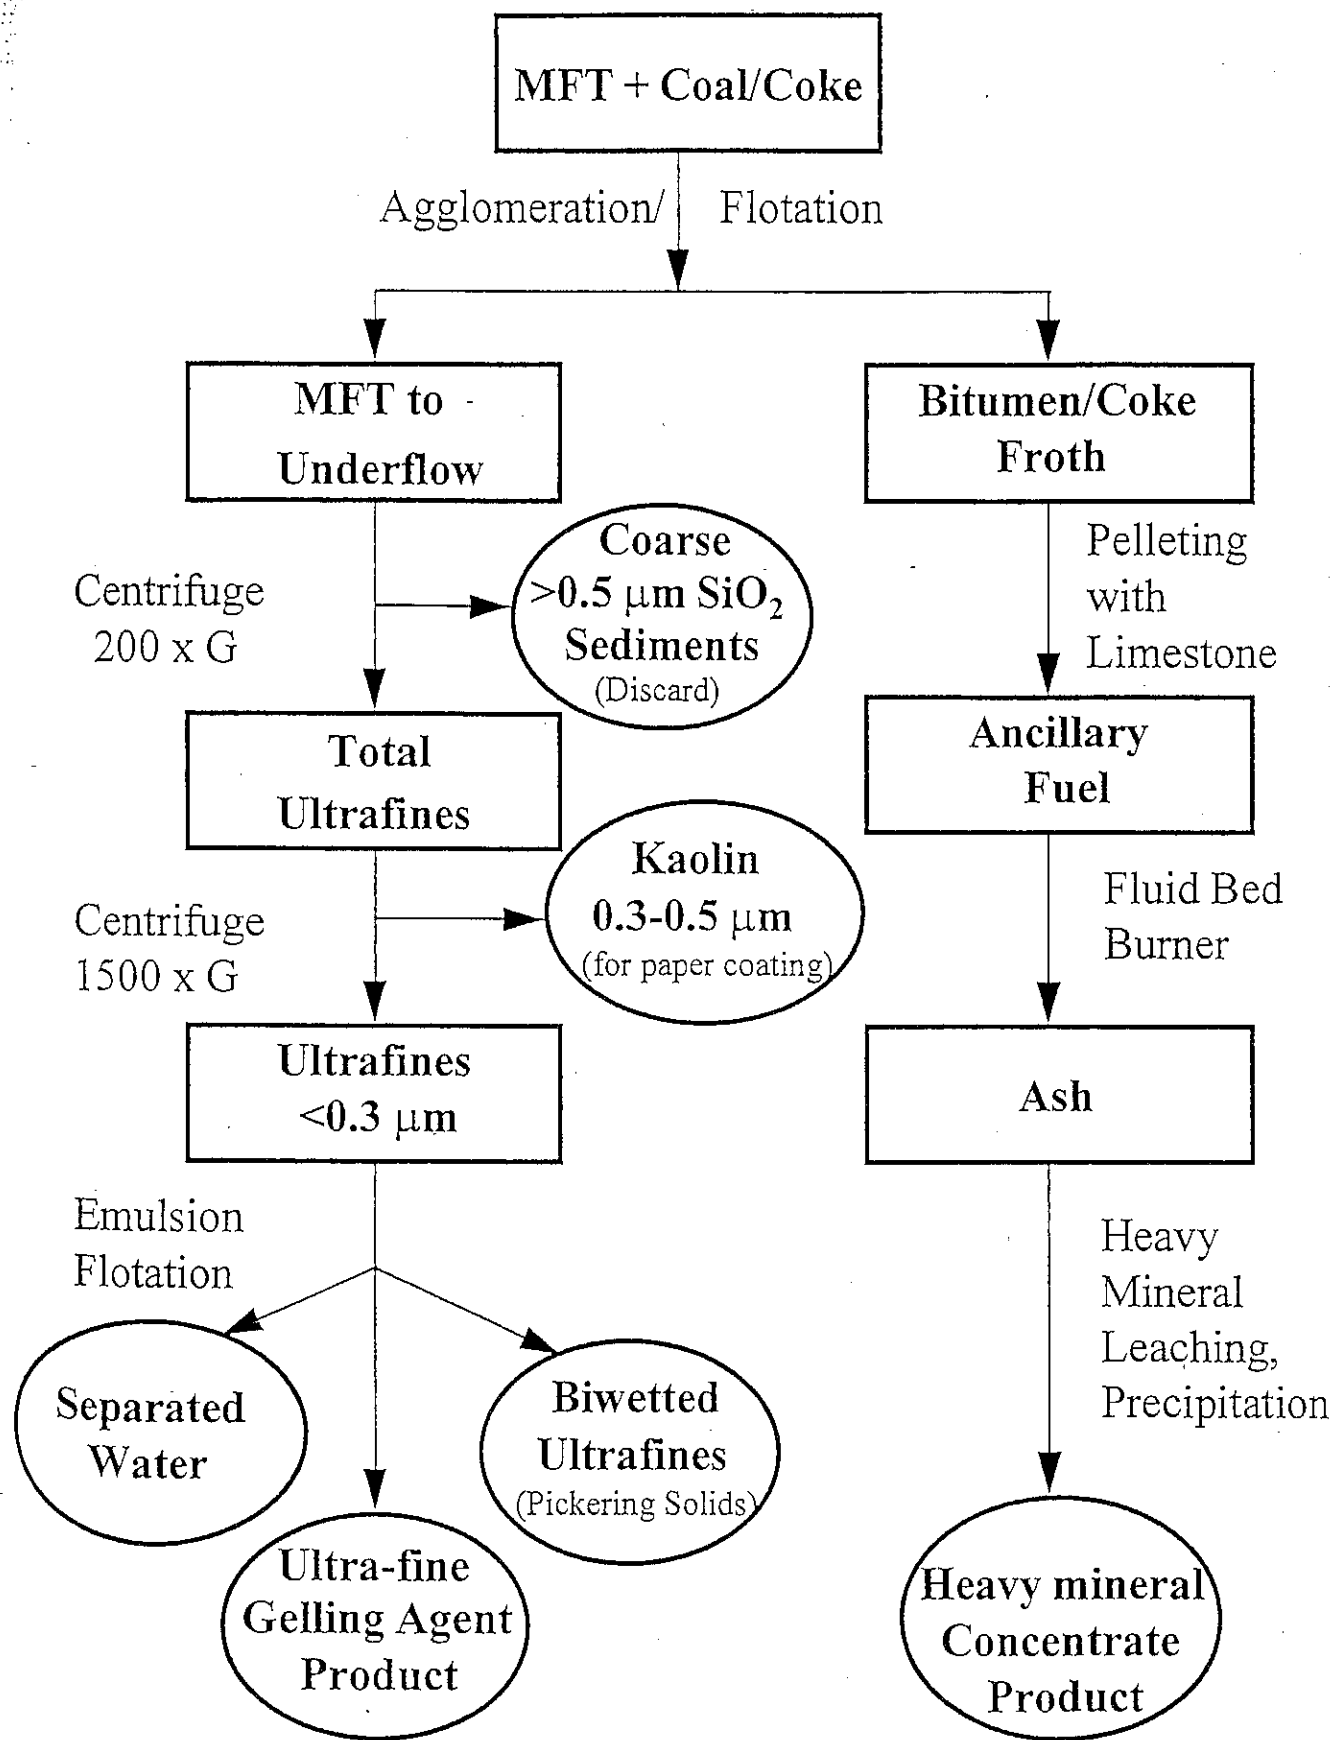 MFT + Coal/Coke
Agglomeration/ Flotation
MFT to
Underflow
Bitumen/Coke
Froth
Centrifuge
200 x G
Coarse
>0.5 μm SiO₂
Sediments
(Discard)
Pelleting
with
Limestone
Total
Ultrafines
Ancillary
Fuel
Centrifuge
1500 x G
Kaolin
0.3-0.5 μm
(for paper coating)
Fluid Bed
Burner
Ultrafines
<0.3 μm
Ash
Emulsion
Flotation
Heavy
Mineral
Leaching,
Precipitation
Separated
Water
Biwetted
Ultrafines
(Pickering Solids)
Ultra-fine
Gelling Agent
Product
Heavy mineral
Concentrate
Product